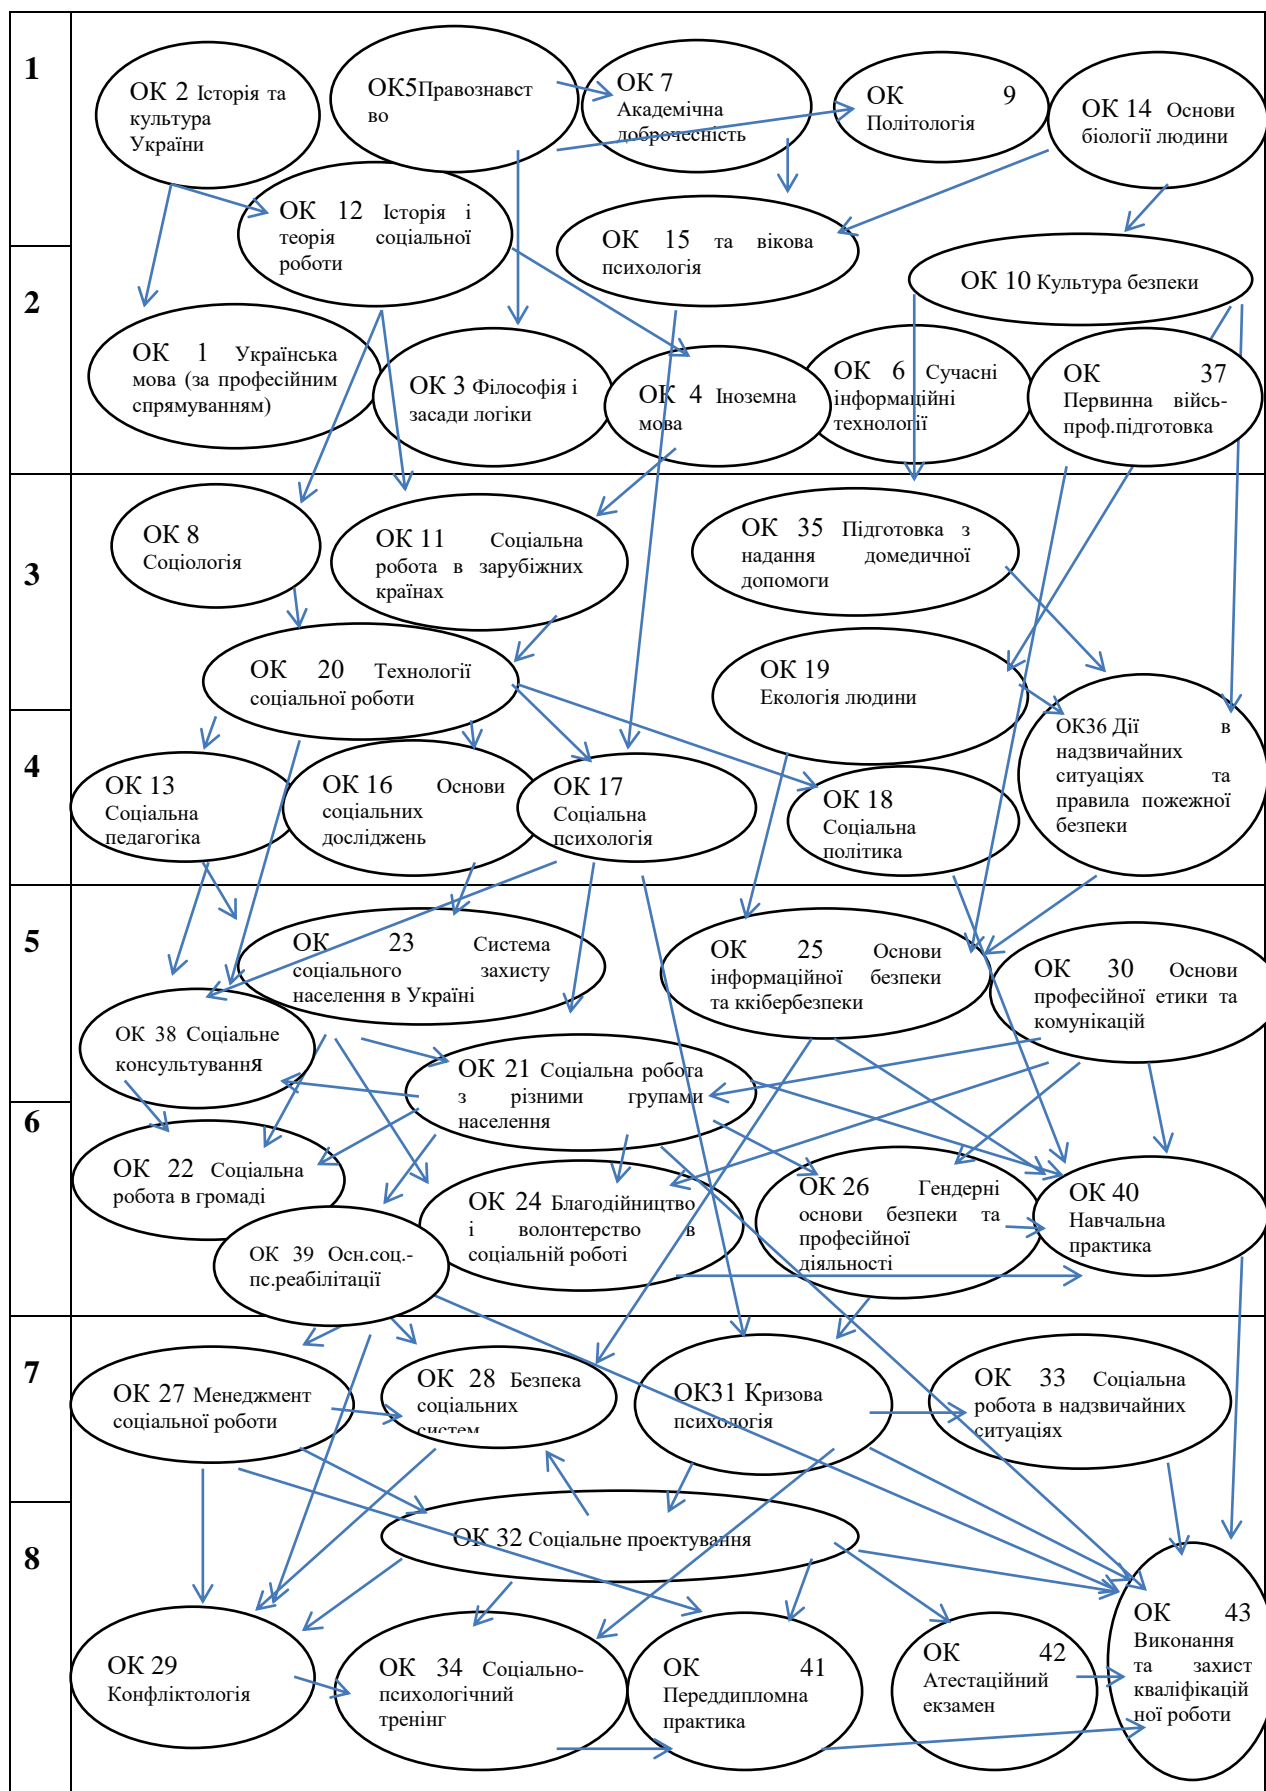 1
ОК 2 Історія та
культура
України
ОК5Правознавст
во
ОК 7
Академічна
доброчесність
ОК 9
Політологія
ОК 14 Основи
біології людини
ОК 12 Історія і
теорія соціальної
роботи
ОК 15 та вікова
психологія
2
ОК 10 Культура безпеки
ОК 1 Українська
мова (за професійним
спрямуванням)
ОК 3 Філософія і
засади логіки
ОК 4 Іноземна
мова
ОК 6 Сучасні
інформаційні
технології
ОК 37
Первинна війсь-
проф.підготовка
3
ОК 8
Соціологія
ОК 11 Соціальна
робота в зарубіжних
країнах
ОК 35 Підготовка з
надання домедичної
допомоги
ОК 20 Технології
соціальної роботи
ОК 19
Екологія людини
4
ОК36 Дії в
надзвичайних
ситуаціях та
правила пожежної
безпеки
ОК 13
Соціальна
педагогіка
ОК 16 Основи
соціальних
досліджень
ОК 17
Соціальна
психологія
ОК 18
Соціальна
політика
5
ОК 23 Система
соціального захисту
населення в Україні
ОК 25 Основи
інформаційної безпеки
та ккібербезпеки
ОК 30 Основи
професійної етики та
комунікацій
ОК 38 Соціальне
консультування
ОК 21 Соціальна робота
з різними групами
населення
6
ОК 22 Соціальна
робота в громаді
ОК 24 Благодійництво
і волонтерство в
соціальній роботі
ОК 26 Гендерні
основи безпеки та
професійної
діяльності
ОК 40
Навчальна
практика
ОК 39 Осн.соц.-
пс.реабілітації
7
ОК 27 Менеджмент
соціальної роботи
ОК 28 Безпека
соціальних
систем
ОК31 Кризова
психологія
ОК 33 Соціальна
робота в надзвичайних
ситуаціях
8
ОК 32 Соціальне проектування
ОК 29
Конфліктологія
ОК 34 Соціально-
психологічний
тренінг
ОК 41
Переддипломна
практика
ОК 42
Атестаційний
екзамен
ОК 43
Виконання
та захист
кваліфікацій
ної роботи